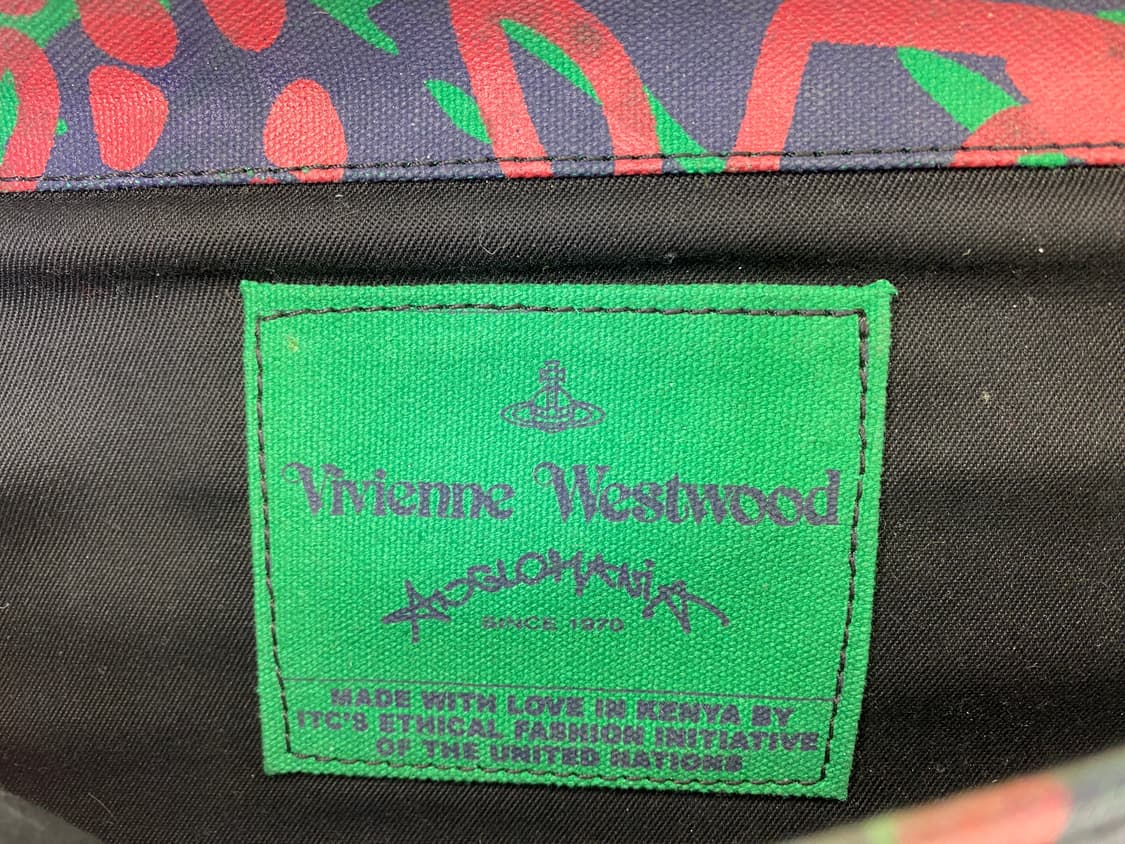 Vivienne Westwood
ANGLOMANIA
SINCE 1970
MADE WITH LOVE IN KENYA BY
ITC'S ETHICAL FASHION INITIATIVE
OF THE UNITED NATIONS